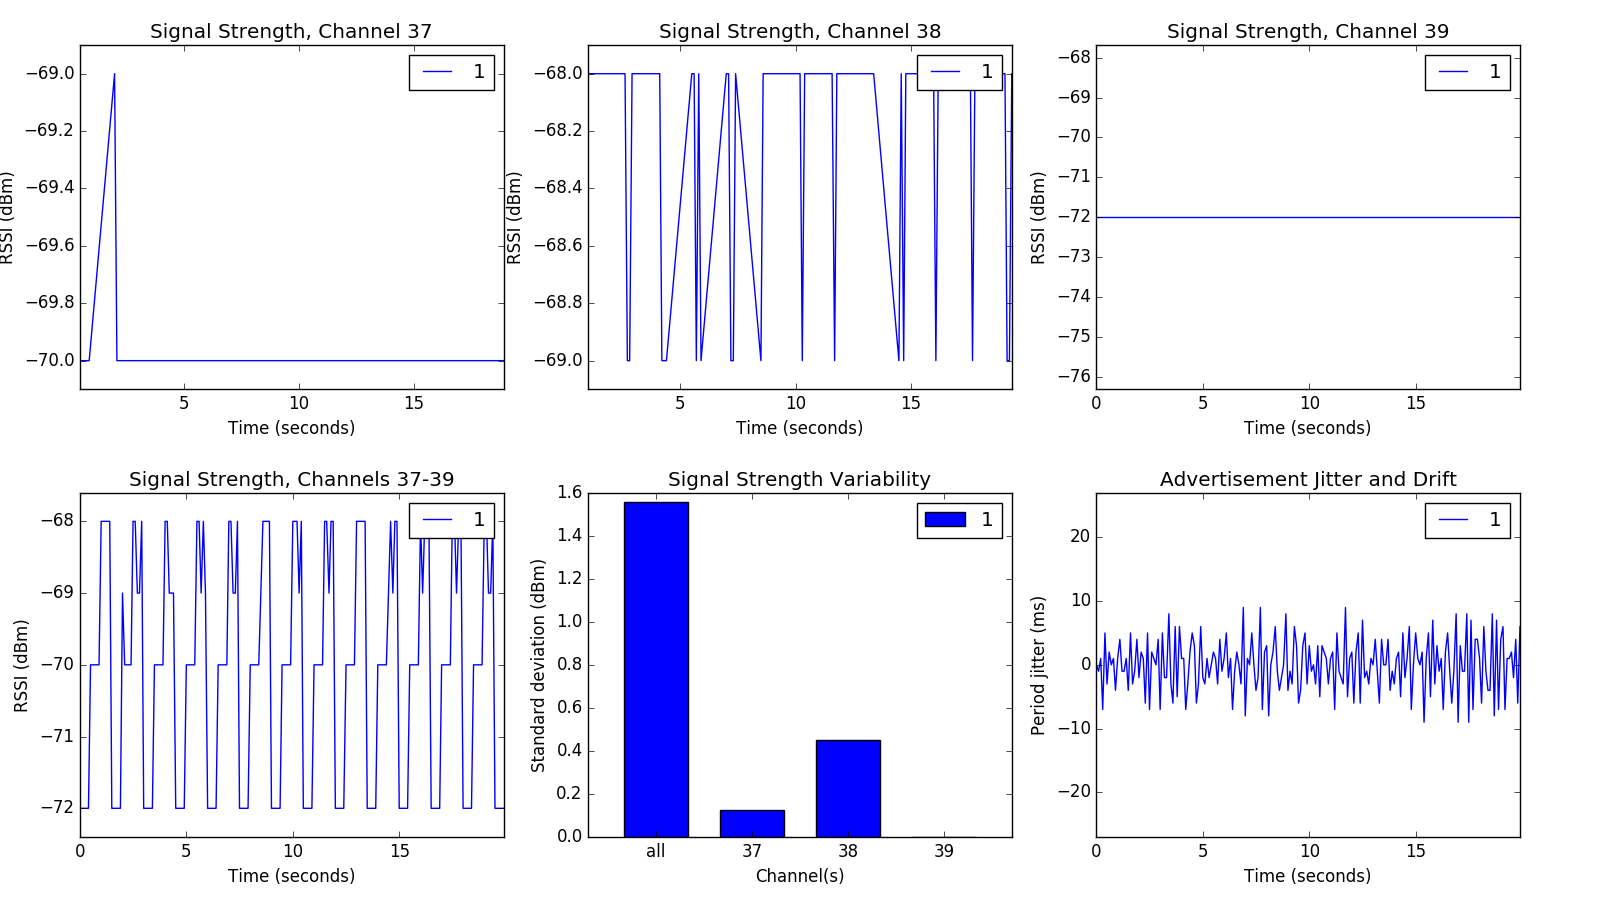 Signal Strength, Channel 37
1
−69.0
−69.2
−69.4
−69.6
−69.8
−70.0
RSSI (dBm)
5 10 15
Time (seconds)
Signal Strength, Channel 38
1
−68.0
−68.2
−68.4
−68.6
−68.8
−69.0
RSSI (dBm)
5 10 15
Time (seconds)
Signal Strength, Channel 39
1
−68
−69
−70
−71
−72
−73
−74
−75
−76
RSSI (dBm)
0 5 10 15
Time (seconds)
Signal Strength, Channels 37-39
1
−68
−69
−70
−71
−72
RSSI (dBm)
0 5 10 15
Time (seconds)
Signal Strength Variability
1
1.6
1.4
1.2
1.0
0.8
0.6
0.4
0.2
0.0
Standard deviation (dBm)
all 37 38 39
Channel(s)
Advertisement Jitter and Drift
1
20
10
0
−10
−20
Period jitter (ms)
0 5 10 15
Time (seconds)